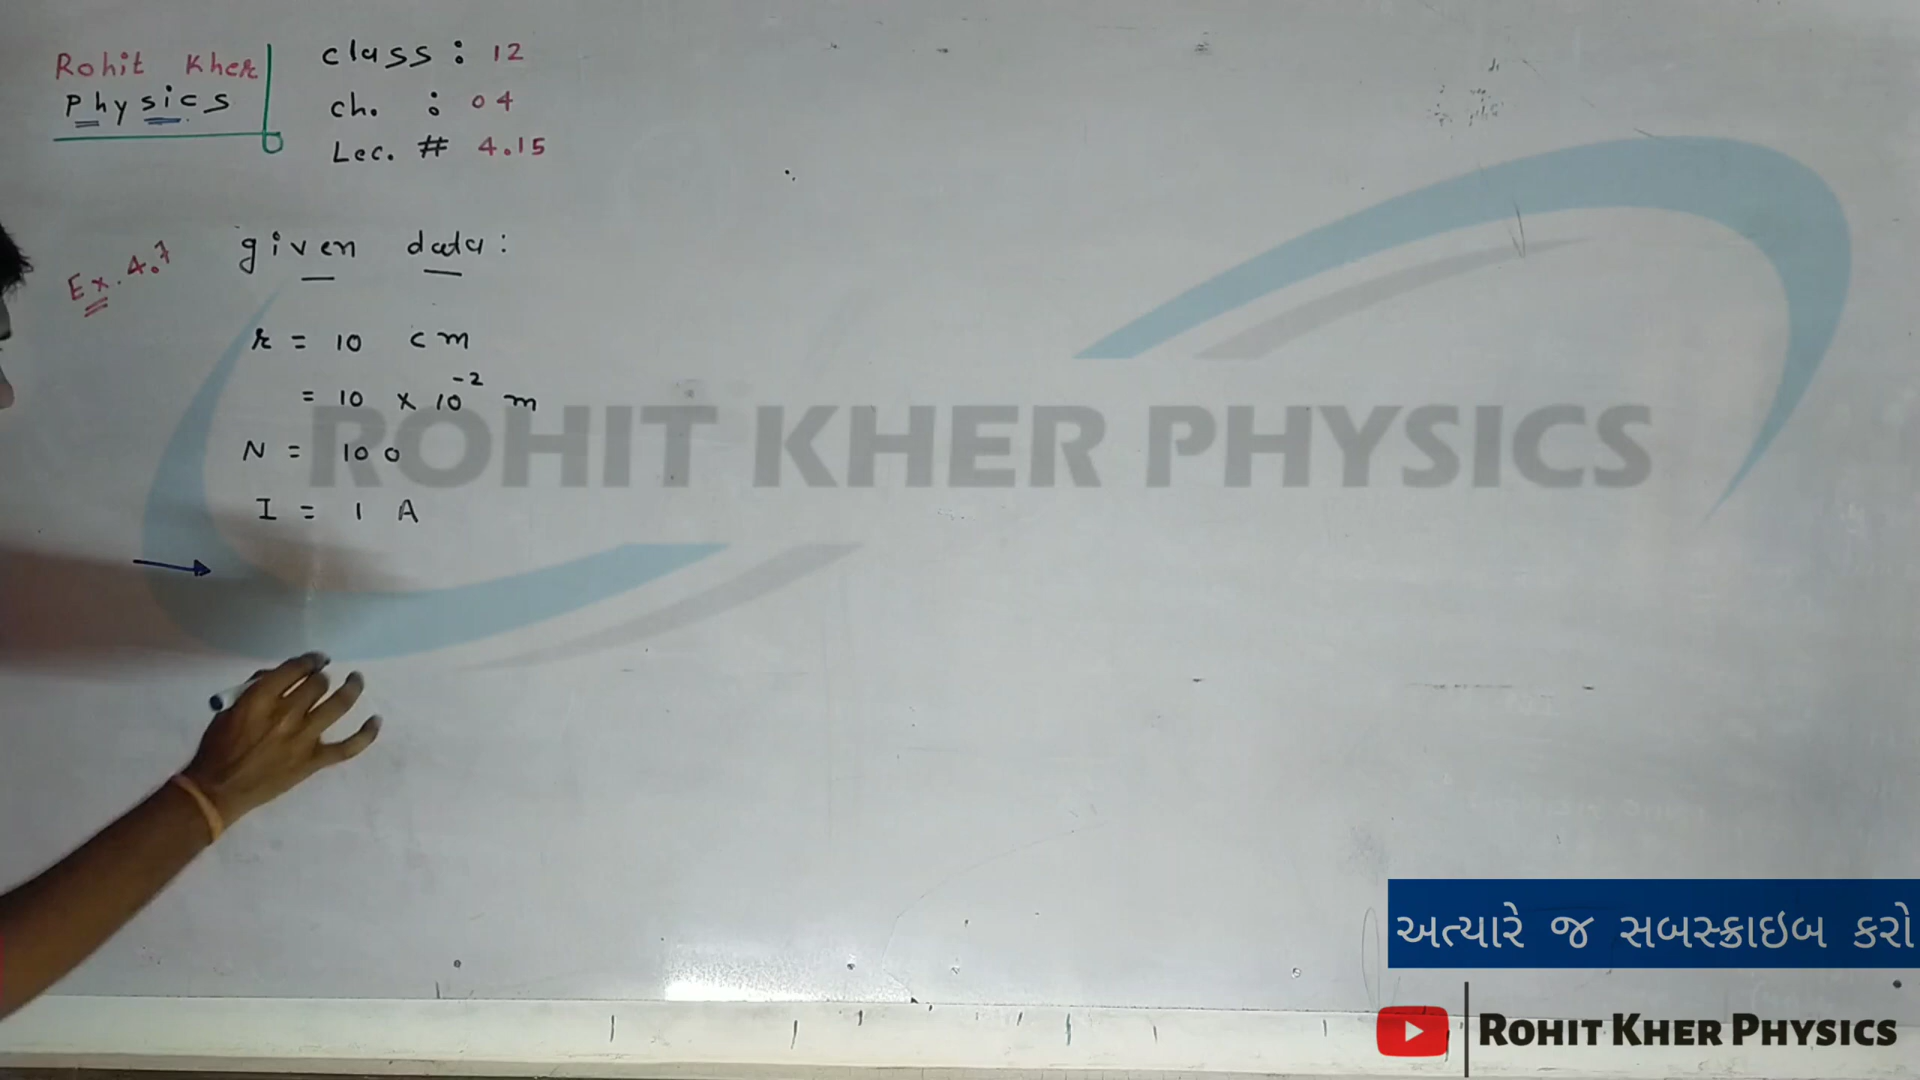 Rohit Kher
Physics
class : 12
ch. : 04
Lec. # 4.15
Ex. 4.7
given data:
r = 10 cm
= 10 × 10⁻² m
N = 100
I = 1 A
ROHIT KHER PHYSICS
અત્યારે જ સબસ્ક્રાઇબ કરો
ROHIT KHER PHYSICS